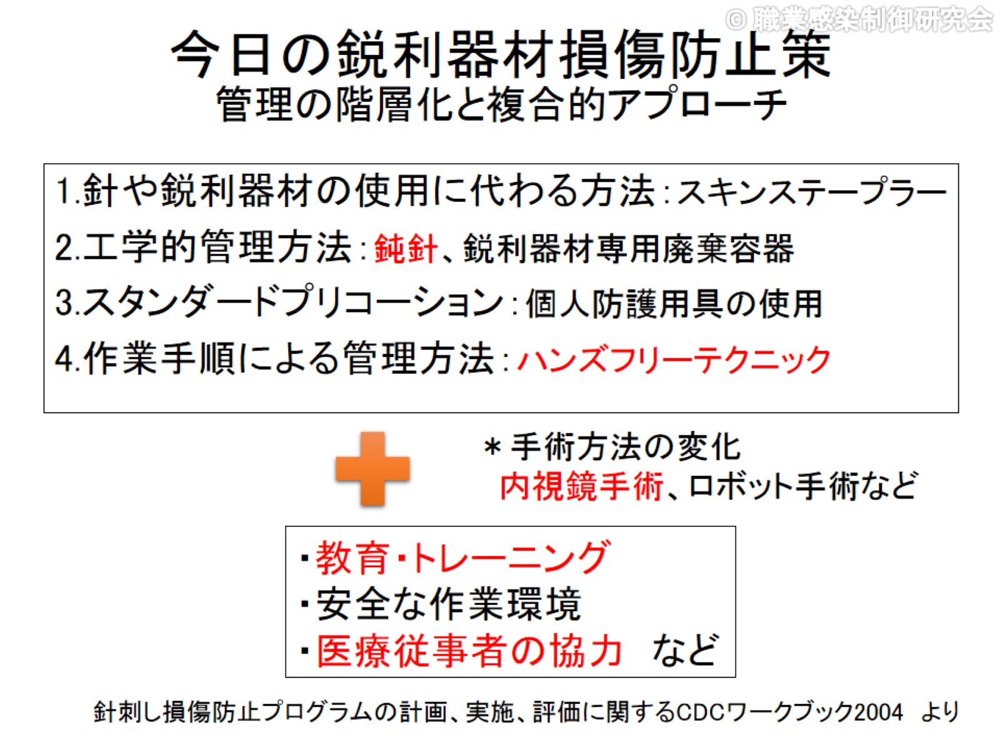 © 職業感染制御研究会
今日の鋭利器材損傷防止策
管理の階層化と複合的アプローチ
1.針や鋭利器材の使用に代わる方法：スキンステープラー
2.工学的管理方法：鈍針、鋭利器材専用廃棄容器
3.スタンダードプリコーション：個人防護用具の使用
4.作業手順による管理方法：ハンズフリーテクニック
＊手術方法の変化
内視鏡手術、ロボット手術など
・教育・トレーニング
・安全な作業環境
・医療従事者の協力　など
針刺し損傷防止プログラムの計画、実施、評価に関するCDCワークブック2004　より